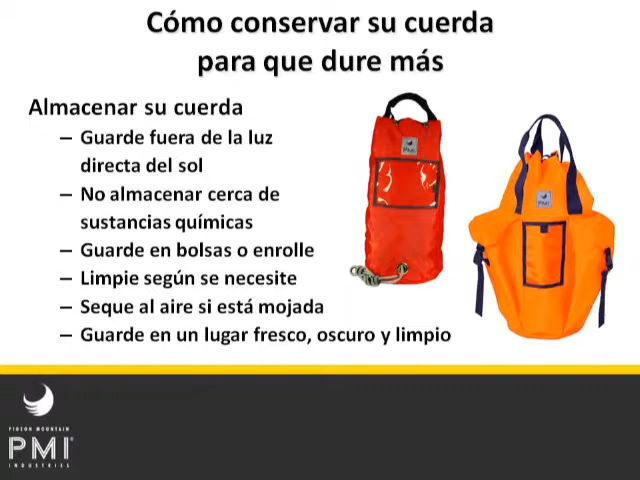 Cómo conservar su cuerda
para que dure más
Almacenar su cuerda
– Guarde fuera de la luz
directa del sol
– No almacenar cerca de
sustancias químicas
– Guarde en bolsas o enrolle
– Limpie según se necesite
– Seque al aire si está mojada
– Guarde en un lugar fresco, oscuro y limpio
PMI
PMI
PIGEON MOUNTAIN
PMI®
INDUSTRIES